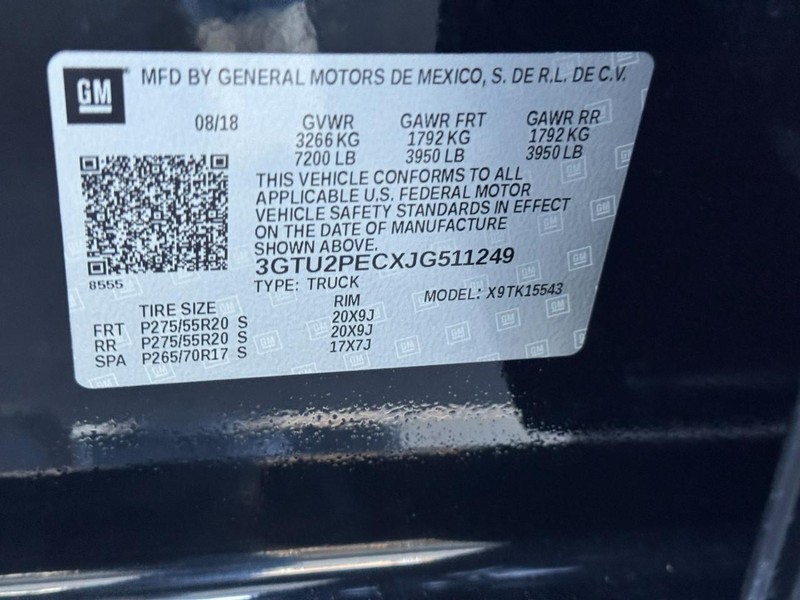 GM
MFD BY GENERAL MOTORS DE MEXICO, S. DE R.L. DE C.V.
08/18 GVWR GAWR FRT GAWR RR
3266 KG 1792 KG 1792 KG
7200 LB 3950 LB 3950 LB
THIS VEHICLE CONFORMS TO ALL
APPLICABLE U.S. FEDERAL MOTOR
VEHICLE SAFETY STANDARDS IN EFFECT
ON THE DATE OF MANUFACTURE
SHOWN ABOVE.
3GTU2PECXJG511249
8555
TYPE: TRUCK MODEL: X9TK15543
TIRE SIZE RIM
FRT P275/55R20 S 20X9J
RR P275/55R20 S 20X9J
SPA P265/70R17 S 17X7J